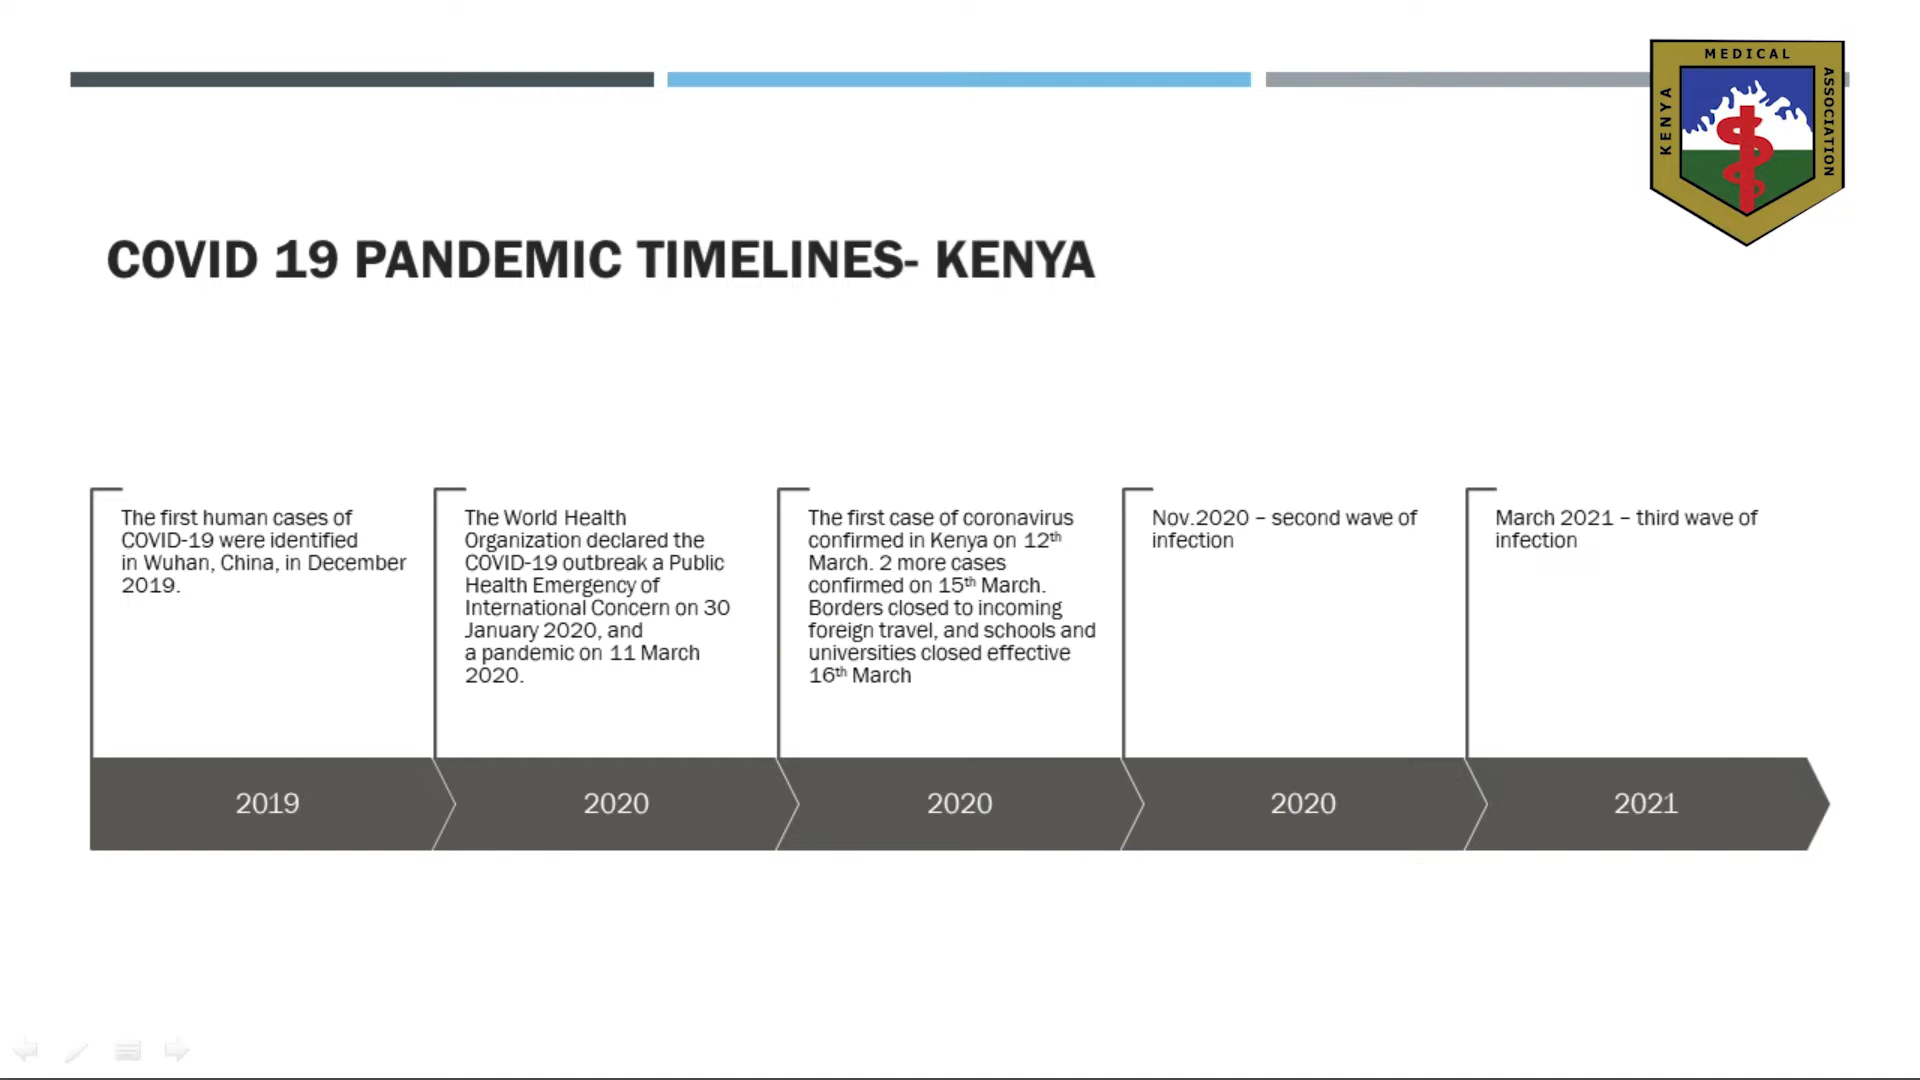 MEDICAL
KENYA
ASSOCIATION
COVID 19 PANDEMIC TIMELINES- KENYA
The first human cases of
COVID-19 were identified
in Wuhan, China, in December
2019.
The World Health
Organization declared the
COVID-19 outbreak a Public
Health Emergency of
International Concern on 30
January 2020, and
a pandemic on 11 March
2020.
The first case of coronavirus
confirmed in Kenya on 12th
March. 2 more cases
confirmed on 15th March.
Borders closed to incoming
foreign travel, and schools and
universities closed effective
16th March
Nov.2020 – second wave of
infection
March 2021 – third wave of
infection
2019
2020
2020
2020
2021